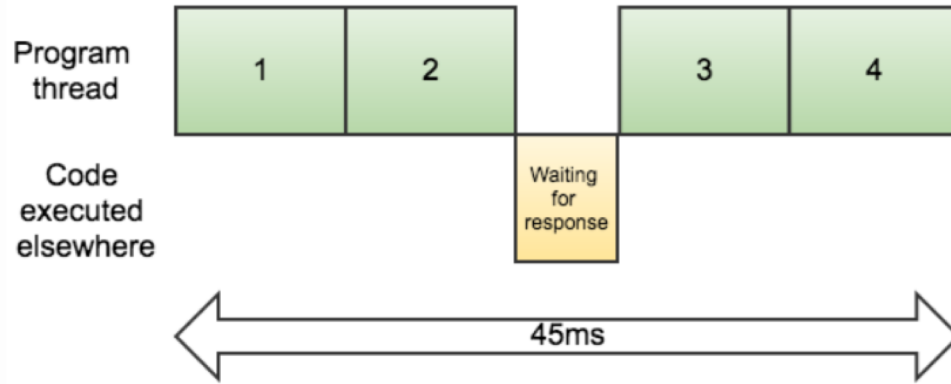 Program
thread
1
2
3
4
Code
executed
elsewhere
Waiting
for
response
45ms